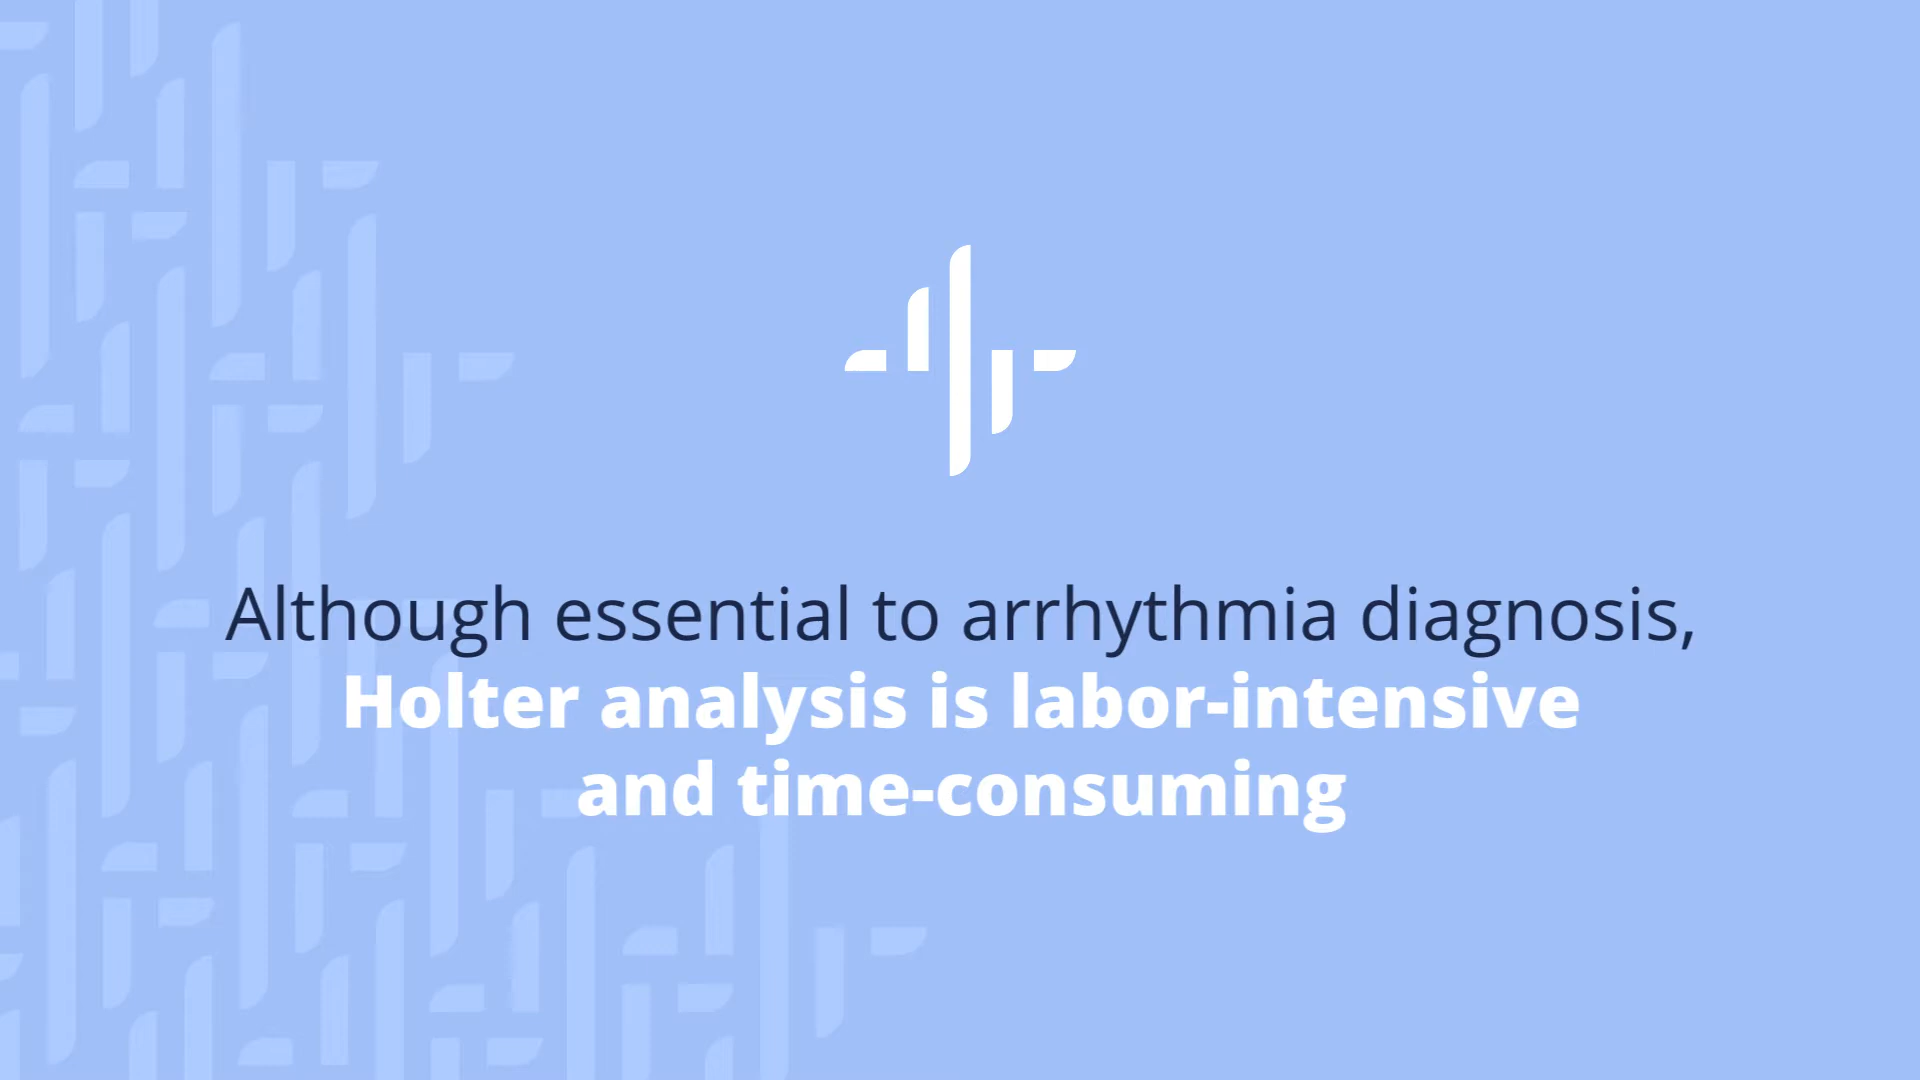 Although essential to arrhythmia diagnosis,
Holter analysis is labor-intensive
and time-consuming